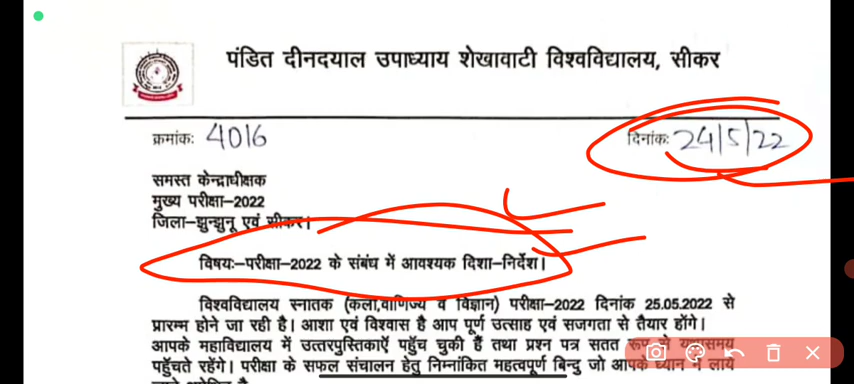 पंडित दीनदयाल उपाध्याय शेखावाटी विश्वविद्यालय, सीकर
क्रमांक: 4016 दिनांक: 24/5/22
समस्त केन्द्राधीक्षक
मुख्य परीक्षा-2022
जिला-झुन्झुनू एवं सीकर।
विषयः-परीक्षा-2022 के संबंध में आवश्यक दिशा-निर्देश।
विश्वविद्यालय स्नातक (कला,वाणिज्य व विज्ञान) परीक्षा-2022 दिनांक 25.05.2022 से
प्रारम्भ होने जा रही है। आशा एवं विश्वास है आप पूर्ण उत्साह एवं सजगता से तैयार होंगे।
आपके महाविद्यालय में उत्तरपुस्तिकाऐं पहुँच चुकी हैं तथा प्रश्न पत्र सतत रूप से यथासमय
पहुँचते रहेंगे। परीक्षा के सफल संचालन हेतु निम्नांकित महत्वपूर्ण बिन्दु जो आपके ध्यान में लाये